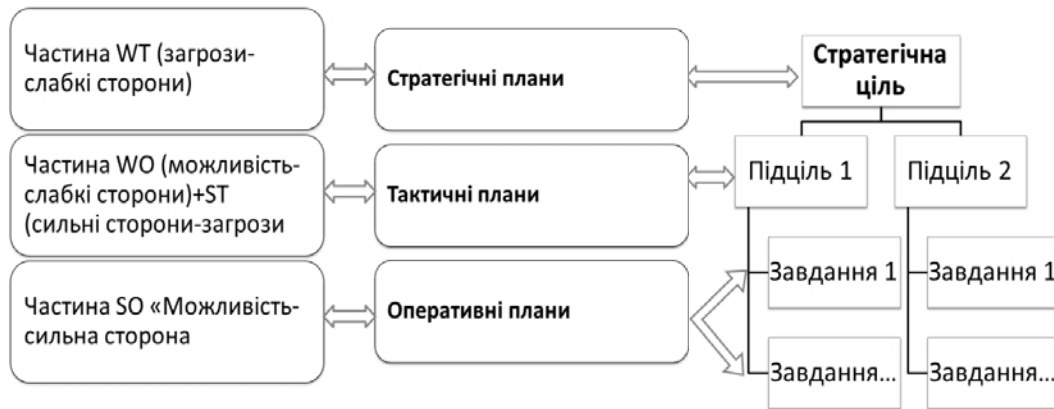 Частина WT (загрози-
слабкі сторони)
Стратегічні плани
Стратегічна
ціль
Частина WO (можливість-
слабкі сторони)+ST
(сильні сторони-загрози
Тактичні плани
Підціль 1
Підціль 2
Завдання 1
Завдання 1
Частина SO «Можливість-
сильна сторона
Оперативні плани
Завдання...
Завдання...